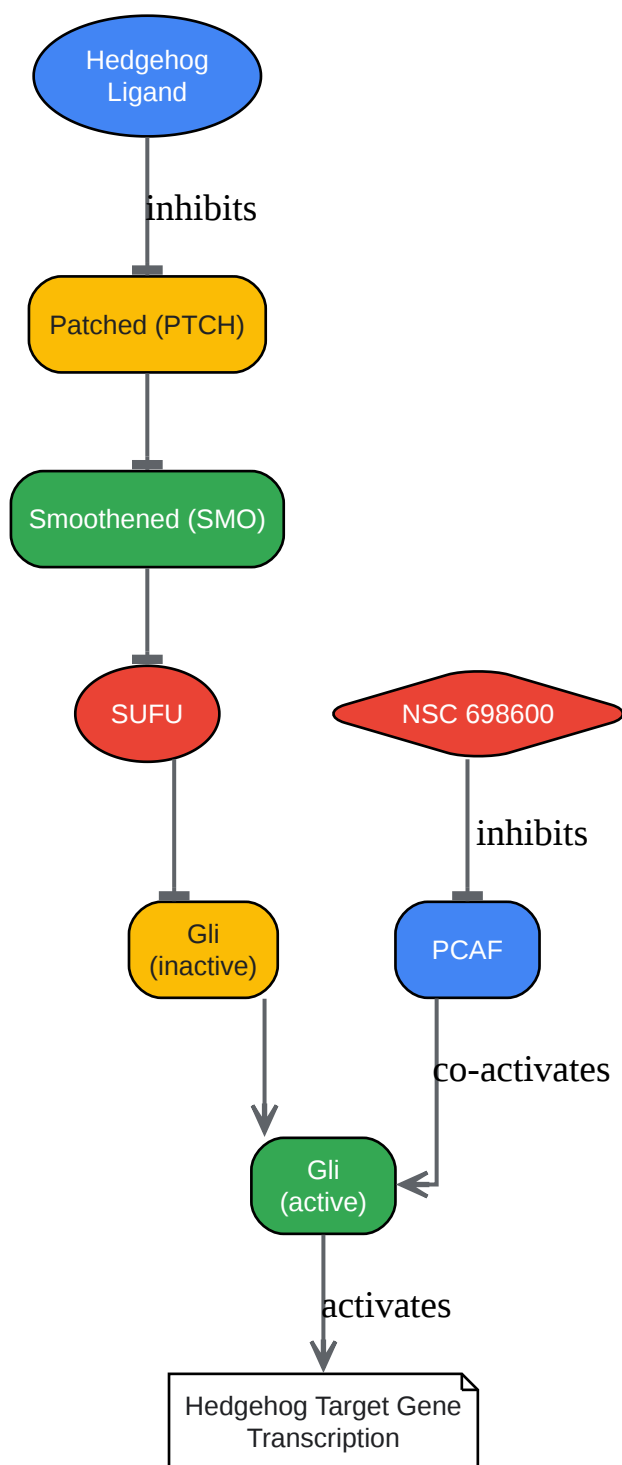 Hedgehog
Ligand
inhibits
Patched (PTCH)
Smoothened (SMO)
SUFU
NSC 698600
inhibits
Gli
(inactive)
PCAF
co-activates
Gli
(active)
activates
Hedgehog Target Gene
Transcription